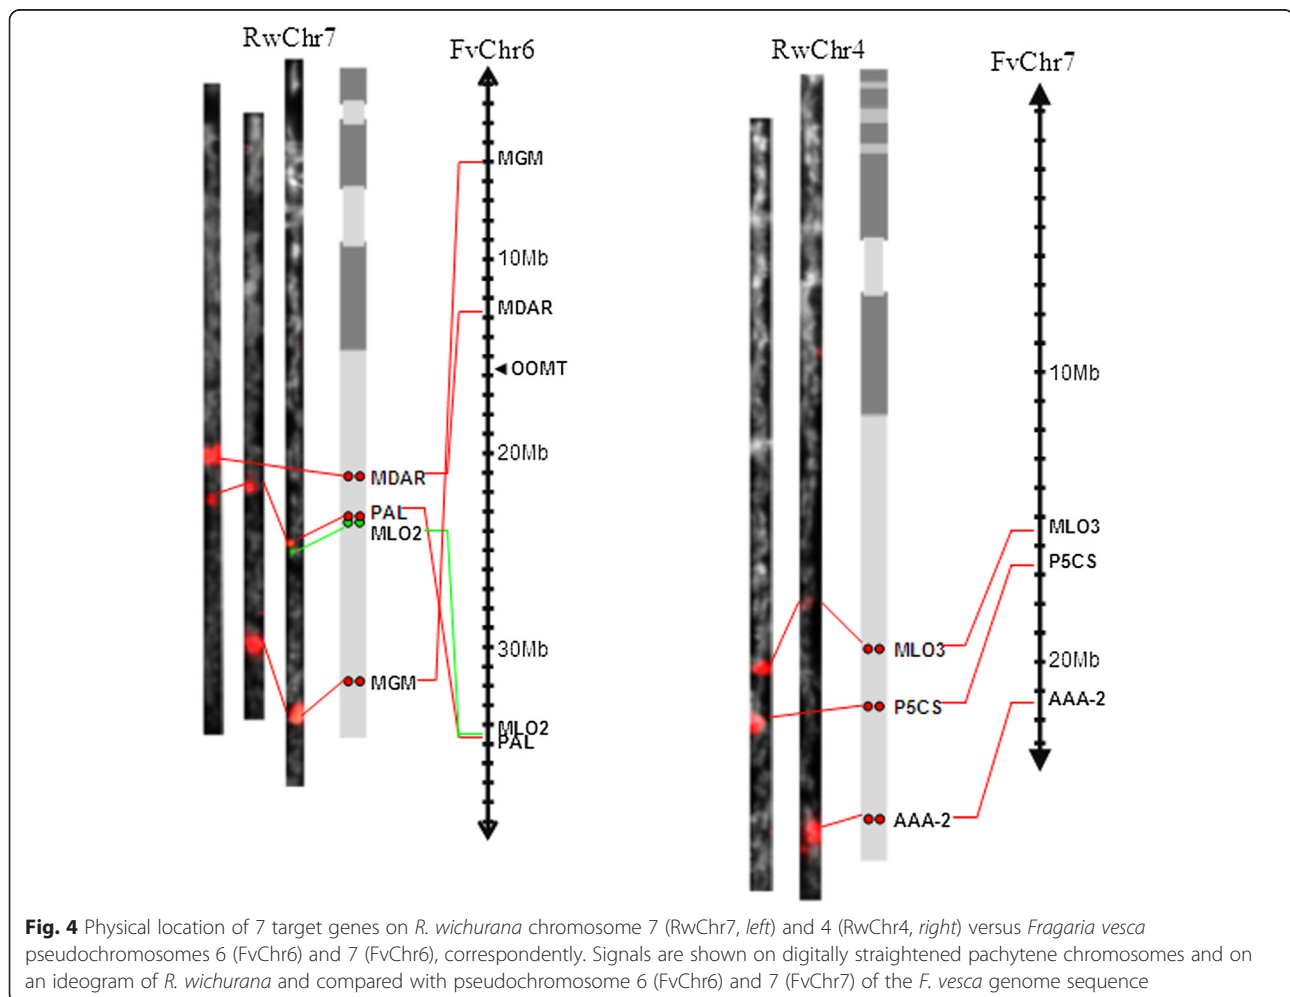 RwChr7
FvChr6
MGM
10Mb
MDAR
◄OOMT
20Mb
MDAR
PAL
MLO2
30Mb
MGM
MLO2
PAL
RwChr4
FvChr7
10Mb
MLO3
P5CS
MLO3
20Mb
AAA-2
P5CS
AAA-2
Fig. 4 Physical location of 7 target genes on R. wichurana chromosome 7 (RwChr7, left) and 4 (RwChr4, right) versus Fragaria vesca
pseudochromosomes 6 (FvChr6) and 7 (FvChr6), correspondently. Signals are shown on digitally straightened pachytene chromosomes and on
an ideogram of R. wichurana and compared with pseudochromosome 6 (FvChr6) and 7 (FvChr7) of the F. vesca genome sequence